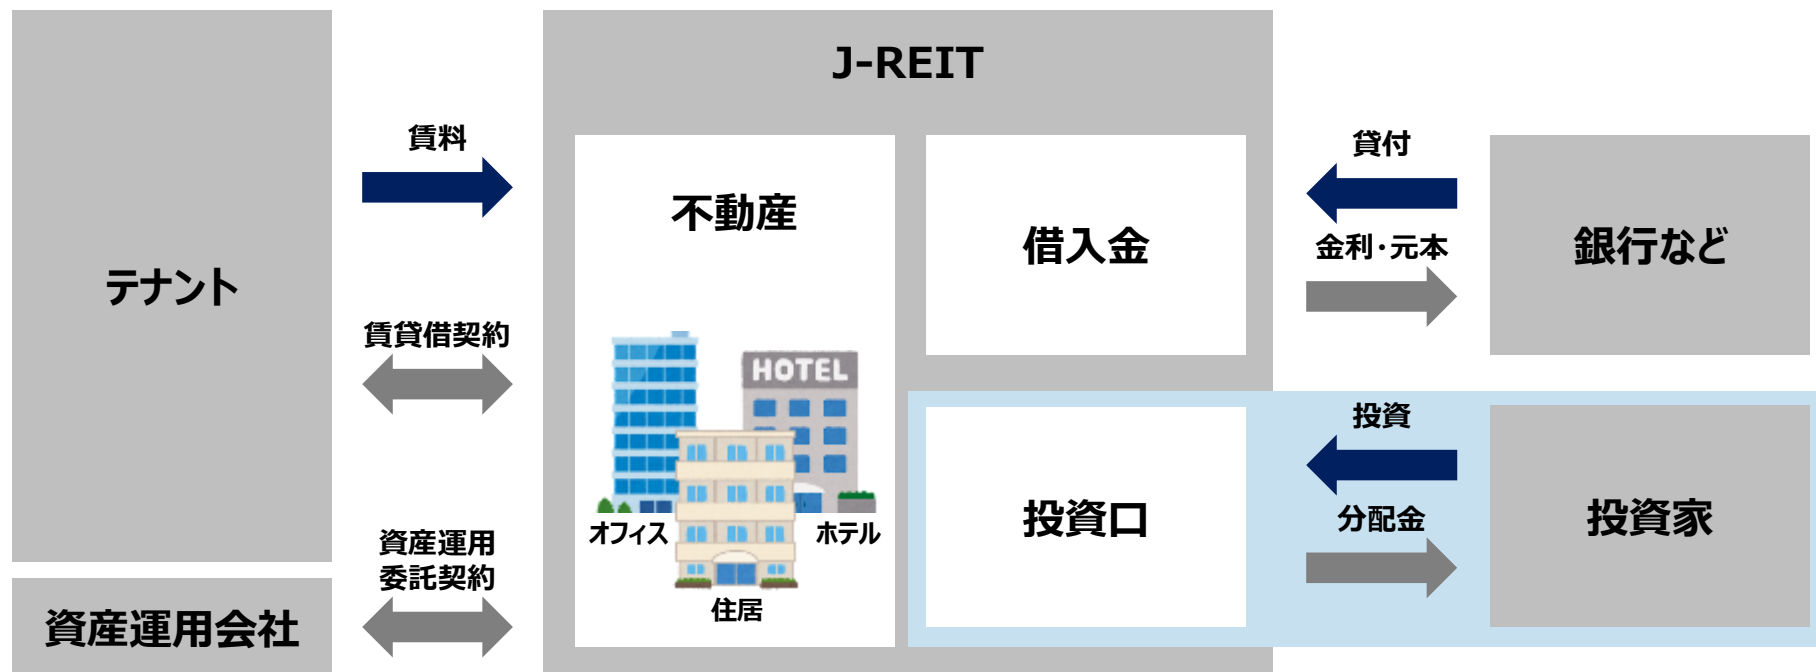 J-REIT
テナント
賃料
賃貸借契約
資産運用
委託契約
資産運用会社
不動産
HOTEL
オフィス
ホテル
住居
借入金
投資口
貸付
金利・元本
銀行など
投資
分配金
投資家